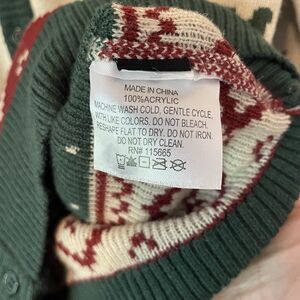 MADE IN CHINA
100%ACRYLIC
MACHINE WASH COLD, GENTLE CYCLE,
WITH LIKE COLORS. DO NOT BLEACH.
RESHAPE FLAT TO DRY. DO NOT IRON.
DO NOT DRY CLEAN.
RN# 115665